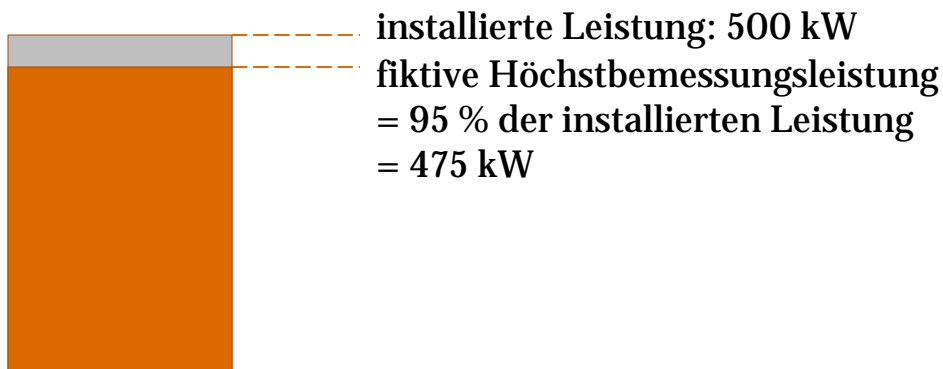 installierte Leistung: 500 kW
fiktive Höchstbemessungsleistung
= 95 % der installierten Leistung
= 475 kW